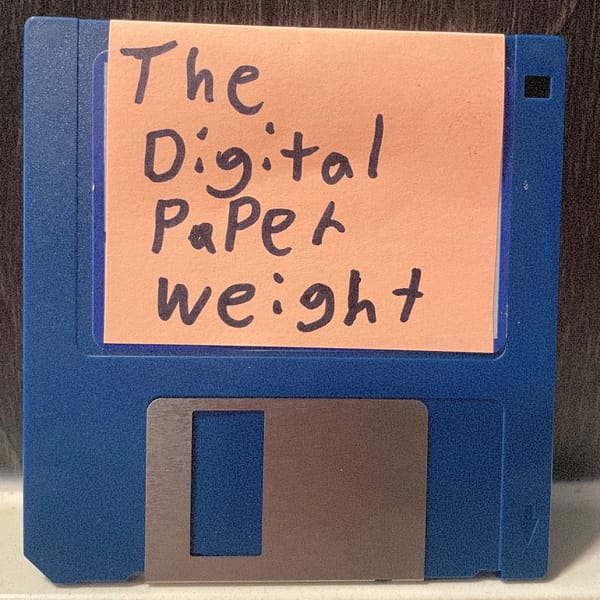 The
Digital
PaPer
weight